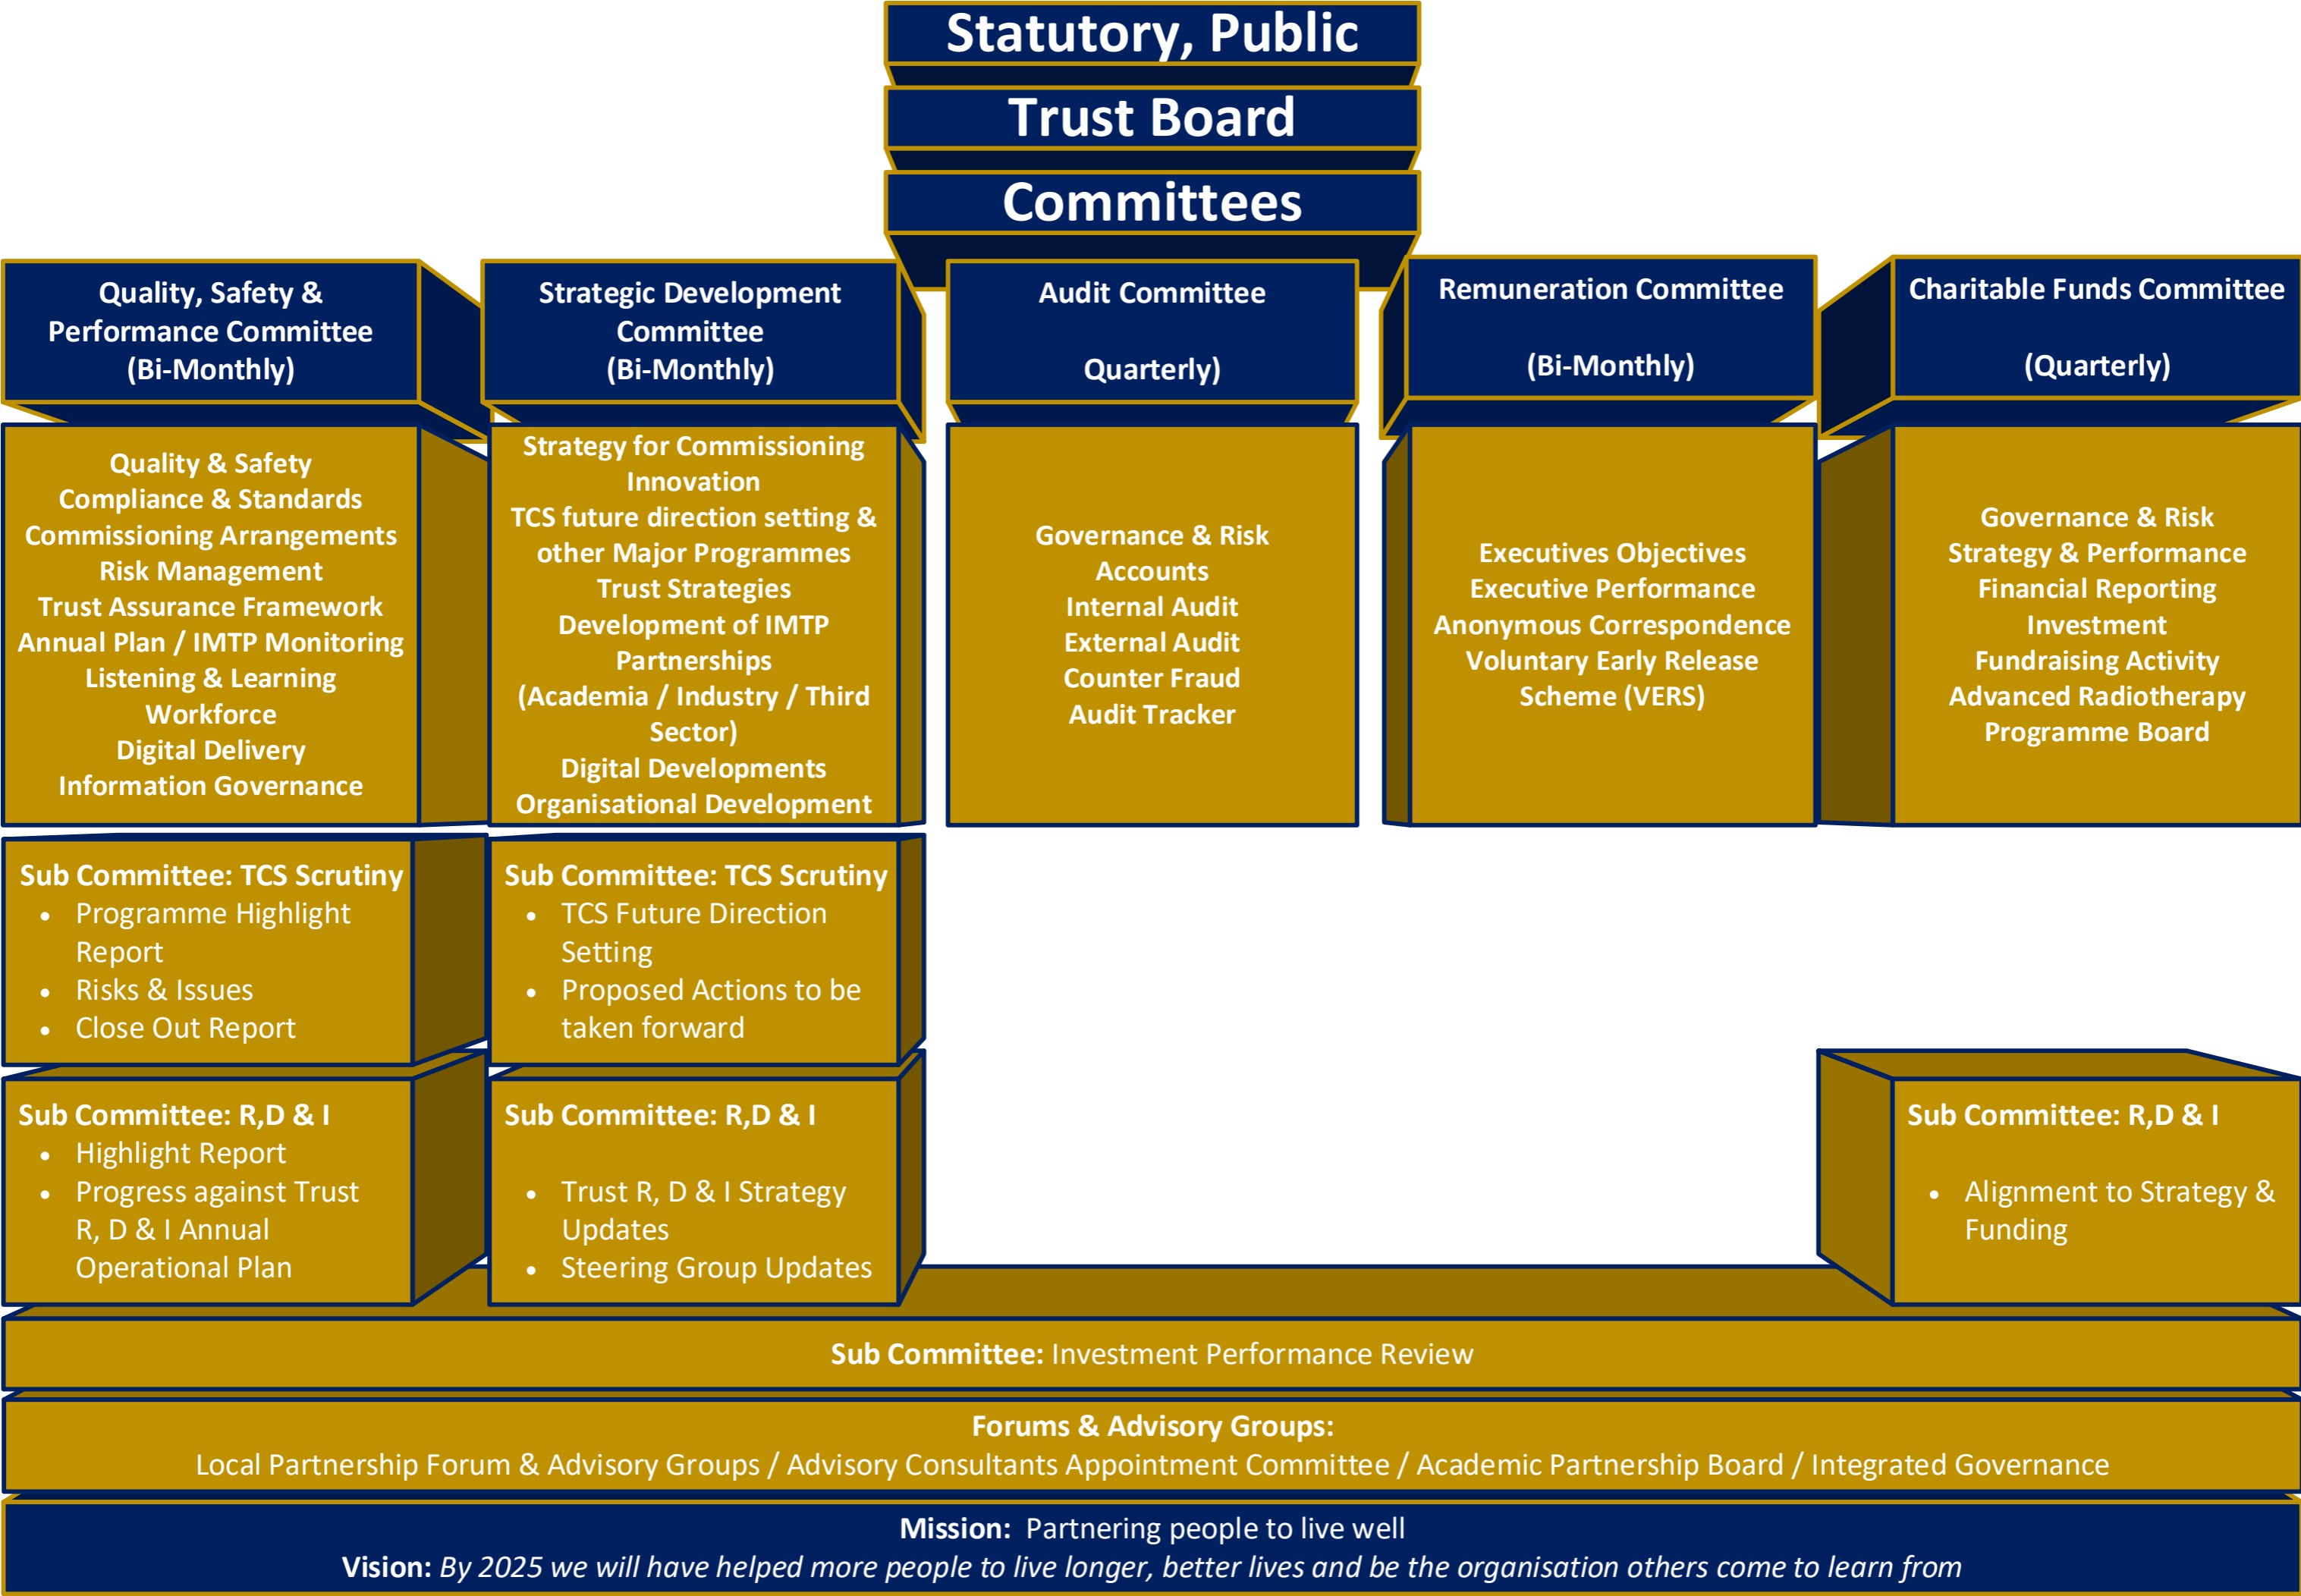 Statutory, Public
Trust Board
Committees
Quality, Safety &
Performance Committee
(Bi-Monthly)
Strategic Development
Committee
(Bi-Monthly)
Audit Committee
Quarterly)
Remuneration Committee
(Bi-Monthly)
Charitable Funds Committee
(Quarterly)
Quality & Safety
Compliance & Standards
Commissioning Arrangements
Risk Management
Trust Assurance Framework
Annual Plan / IMTP Monitoring
Listening & Learning
Workforce
Digital Delivery
Information Governance
Strategy for Commissioning
Innovation
TCS future direction setting &
other Major Programmes
Trust Strategies
Development of IMTP
Partnerships
(Academia / Industry / Third
Sector)
Digital Developments
Organisational Development
Governance & Risk
Accounts
Internal Audit
External Audit
Counter Fraud
Audit Tracker
Executives Objectives
Executive Performance
Anonymous Correspondence
Voluntary Early Release
Scheme (VERS)
Governance & Risk
Strategy & Performance
Financial Reporting
Investment
Fundraising Activity
Advanced Radiotherapy
Programme Board
Sub Committee: TCS Scrutiny
• Programme Highlight
Report
• Risks & Issues
• Close Out Report
Sub Committee: TCS Scrutiny
• TCS Future Direction
Setting
• Proposed Actions to be
taken forward
Sub Committee: R,D & I
• Highlight Report
• Progress against Trust
R, D & I Annual
Operational Plan
Sub Committee: R,D & I
• Trust R, D & I Strategy
Updates
• Steering Group Updates
Sub Committee: R,D & I
• Alignment to Strategy &
Funding
Sub Committee: Investment Performance Review
Forums & Advisory Groups:
Local Partnership Forum & Advisory Groups / Advisory Consultants Appointment Committee / Academic Partnership Board / Integrated Governance
Mission: Partnering people to live well
Vision: By 2025 we will have helped more people to live longer, better lives and be the organisation others come to learn from